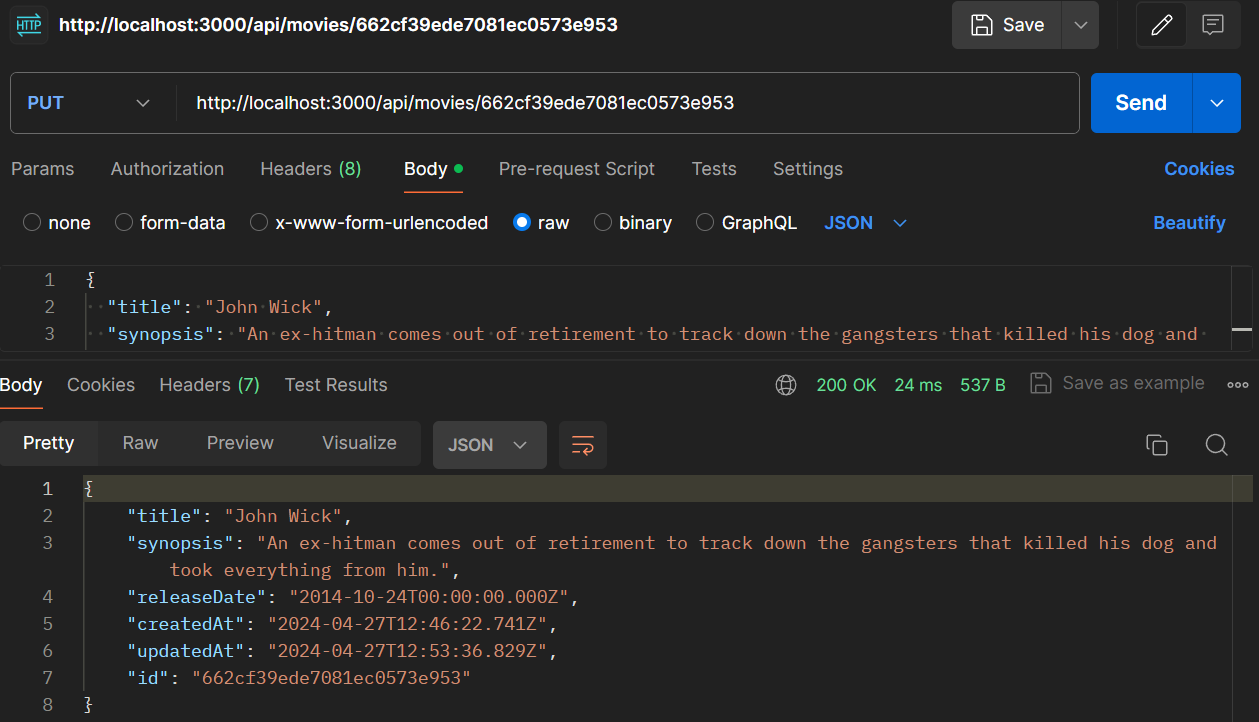 HTTP http://localhost:3000/api/movies/662cf39ede7081ec0573e953 Save
PUT http://localhost:3000/api/movies/662cf39ede7081ec0573e953 Send
Params Authorization Headers (8) Body Pre-request Script Tests Settings Cookies
none form-data x-www-form-urlencoded raw binary GraphQL JSON Beautify
1 {
2 "title": "John Wick",
3 "synopsis": "An ex-hitman comes out of retirement to track down the gangsters that killed his dog and
Body Cookies Headers (7) Test Results 200 OK 24 ms 537 B Save as example
Pretty Raw Preview Visualize JSON
1 {
2 "title": "John Wick",
3 "synopsis": "An ex-hitman comes out of retirement to track down the gangsters that killed his dog and
took everything from him.",
4 "releaseDate": "2014-10-24T00:00:00.000Z",
5 "createdAt": "2024-04-27T12:46:22.741Z",
6 "updatedAt": "2024-04-27T12:53:36.829Z",
7 "id": "662cf39ede7081ec0573e953"
8 }